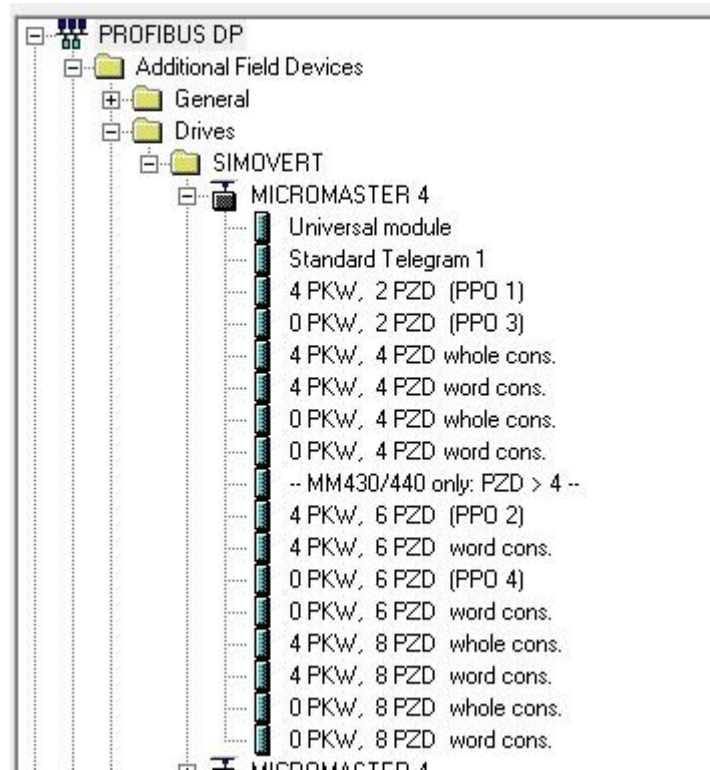 PROFIBUS DP
Additional Field Devices
General
Drives
SIMOVERT
MICROMASTER 4
Universal module
Standard Telegram 1
4 PKW, 2 PZD (PPO 1)
0 PKW, 2 PZD (PPO 3)
4 PKW, 4 PZD whole cons.
4 PKW, 4 PZD word cons.
0 PKW, 4 PZD whole cons.
0 PKW, 4 PZD word cons.
-- MM430/440 only: PZD > 4 --
4 PKW, 6 PZD (PPO 2)
4 PKW, 6 PZD word cons.
0 PKW, 6 PZD (PPO 4)
0 PKW, 6 PZD word cons.
4 PKW, 8 PZD whole cons.
4 PKW, 8 PZD word cons.
0 PKW, 8 PZD whole cons.
0 PKW, 8 PZD word cons.
MICROMASTER 4